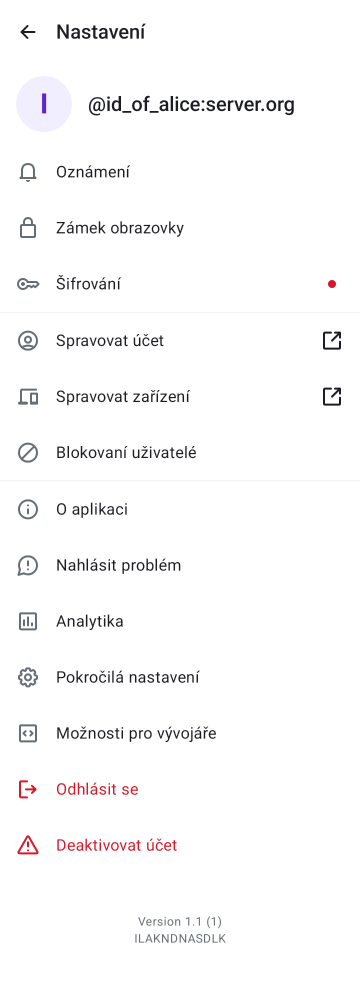 Nastavení
I
@id_of_alice:server.org
Oznámení
Zámek obrazovky
Šifrování
Spravovat účet
Spravovat zařízení
Blokovaní uživatelé
O aplikaci
Nahlásit problém
Analytika
Pokročilá nastavení
Možnosti pro vývojáře
Odhlásit se
Deaktivovat účet
Version 1.1 (1)
ILAKNDNASDLK